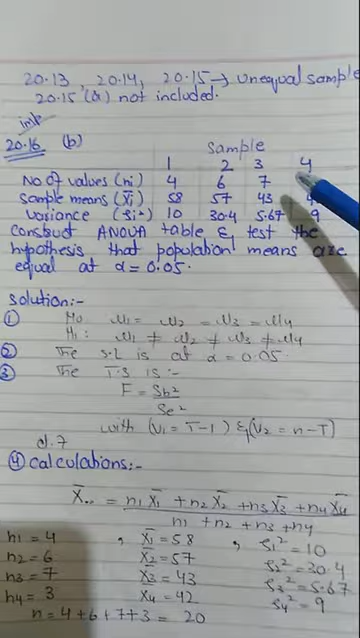 20.13, 20.14, 20.15 → unequal sample
20.15 (a) not included.
imp
20.16 (b) Sample
1 2 3 4
No of values (ni) 4 6 7
sample means (X̄i) 58 57 43
variance (Si²) 10 30.4 5.67 9
construct ANOVA table & test the
hypothesis that population means are
equal at α = 0.05.
Solution:-
① Ho: μ1 = μ2 = μ3 = μ4
H1: μ1 ≠ μ2 ≠ μ3 ≠ μ4
② The S.L is at α = 0.05
③ The T.S is :-
F = Sb²/Se²
with (v1 = T-1) & (v2 = n-T)
d.f
④ calculations:-
X̄.. = n1 X̄1 + n2 X̄2 + n3 X̄3 + n4 X̄4
n1 + n2 + n3 + n4
n1 = 4 , X̄1 = 58 , S1² = 10
n2 = 6 X̄2 = 57 S2² = 30.4
n3 = 7 X̄3 = 43 S3² = 5.67
n4 = 3 X̄4 = 42 S4² = 9
n = 4+6+7+3 = 20